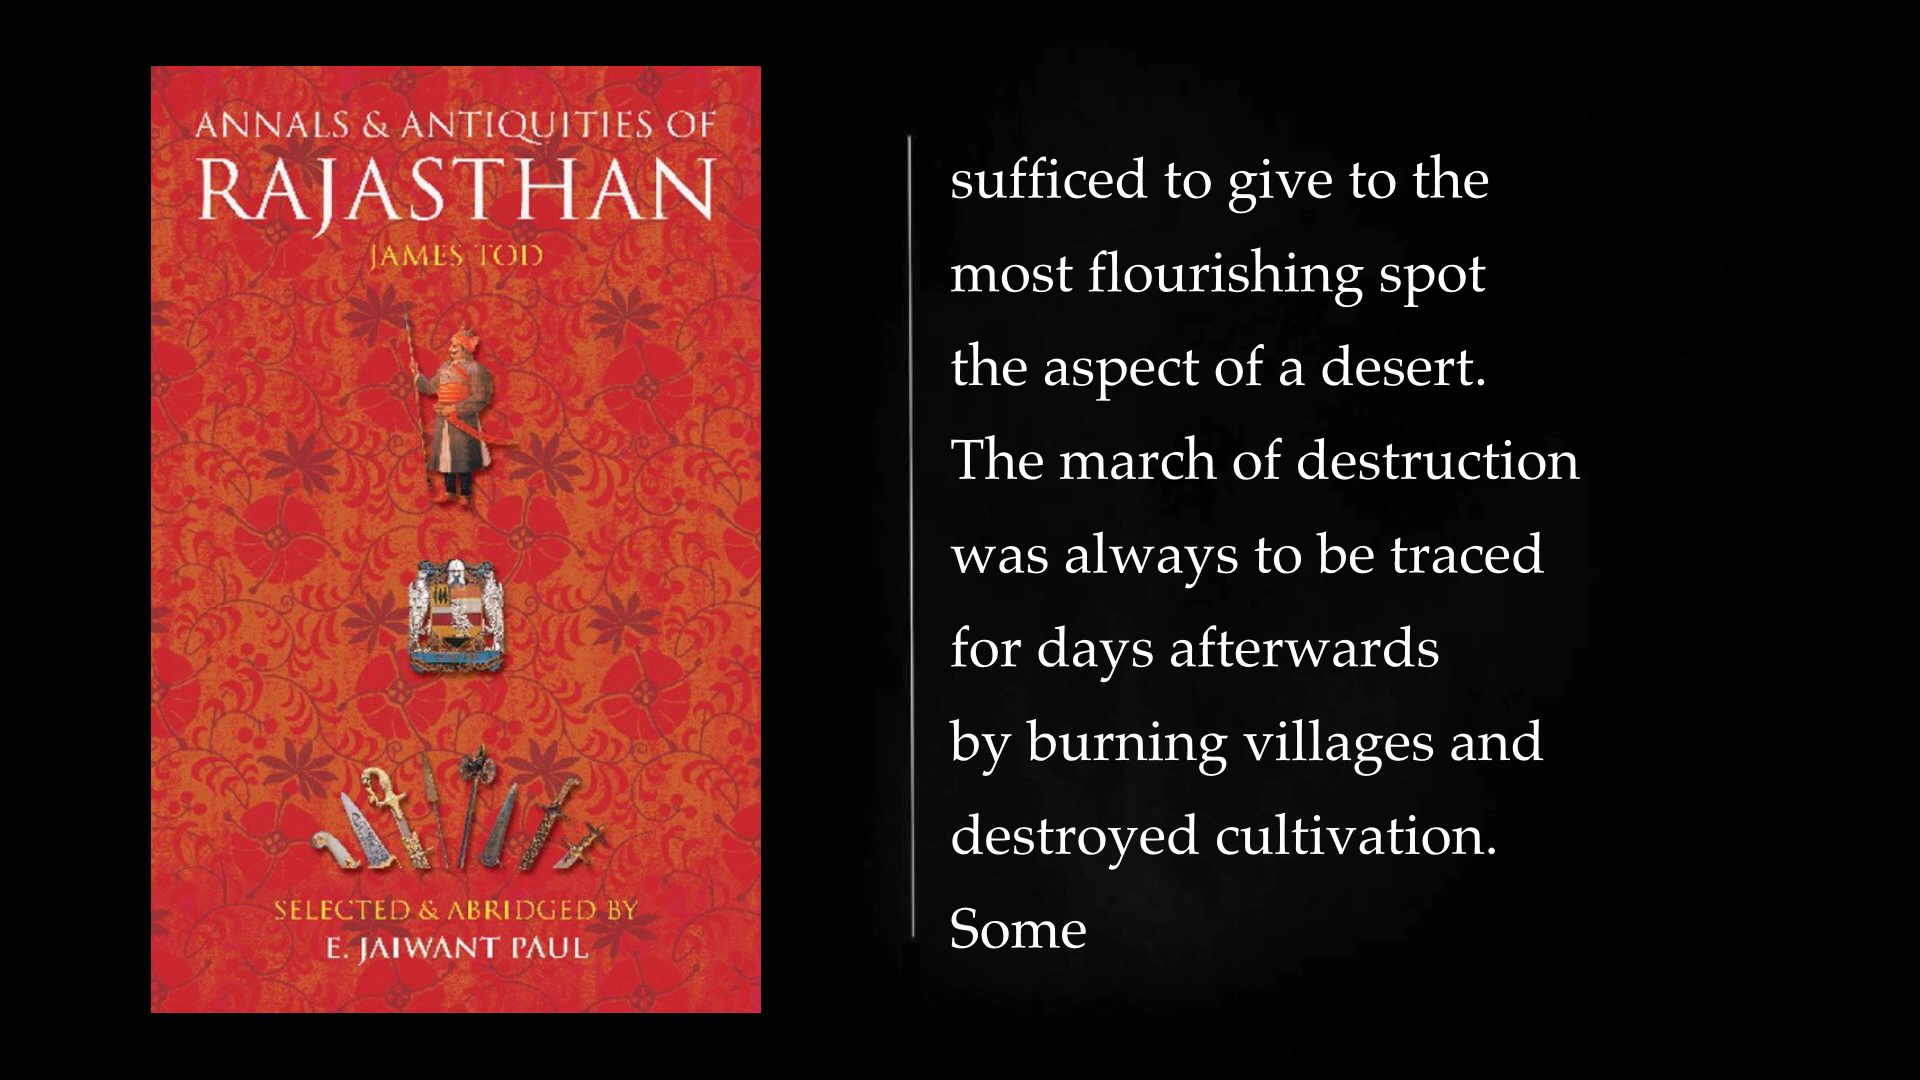 ANNALS & ANTIQUITIES OF
RAJASTHAN
JAMES TOD
SELECTED & ABRIDGED BY
E. JAIWANT PAUL
sufficed to give to the
most flourishing spot
the aspect of a desert.
The march of destruction
was always to be traced
for days afterwards
by burning villages and
destroyed cultivation.
Some